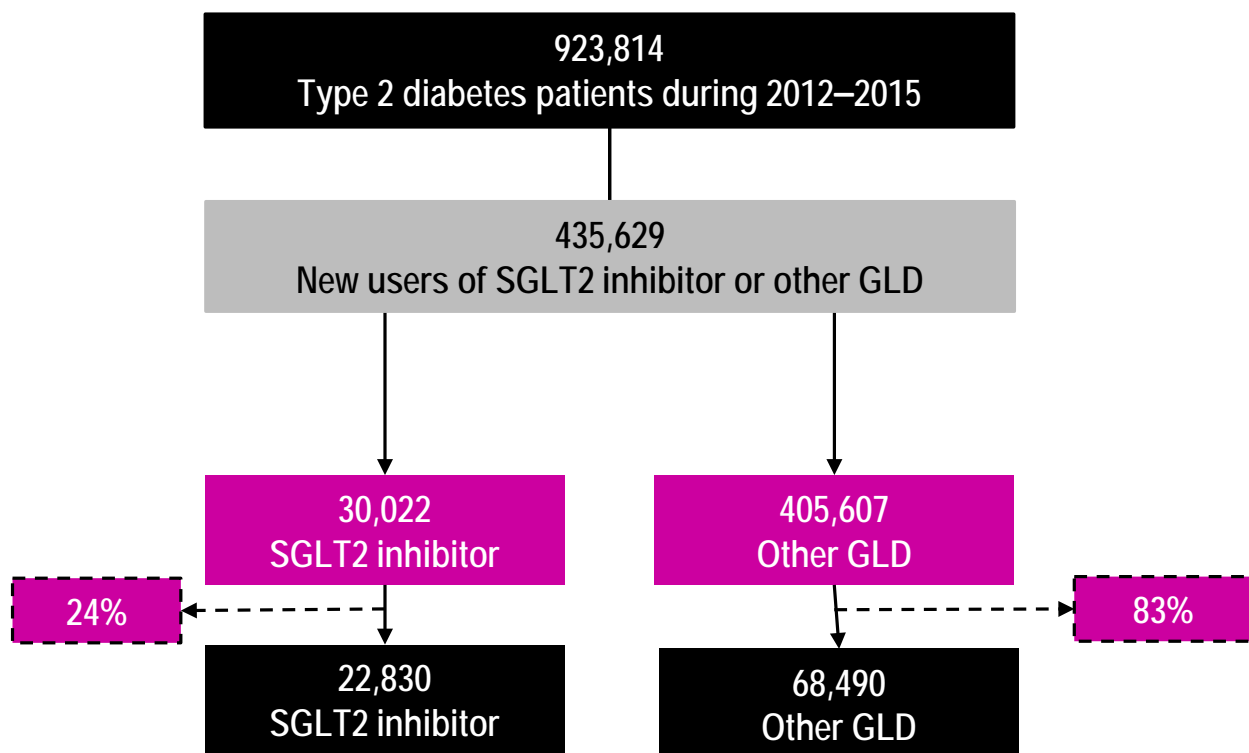 923,814
Type 2 diabetes patients during 2012–2015
435,629
New users of SGLT2 inhibitor or other GLD
30,022
SGLT2 inhibitor
405,607
Other GLD
24%
83%
22,830
SGLT2 inhibitor
68,490
Other GLD